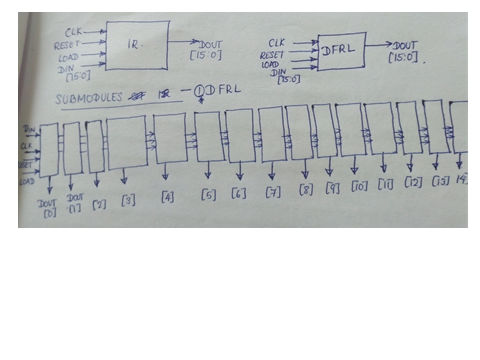 CLK
RESET
LOAD
DIN
[15:0]
IR
DOUT
[15:0]
CLK
RESET
LOAD
DIN
[15:0]
DFRL
DOUT
[15:0]
SUBMODULES IR - ① DFRL
DIN
CLK
RESET
LOAD
DOUT [0] DOUT [1] [2] [3] [4] [5] [6] [7] [8] [9] [10] [11] [12] [13] 14]